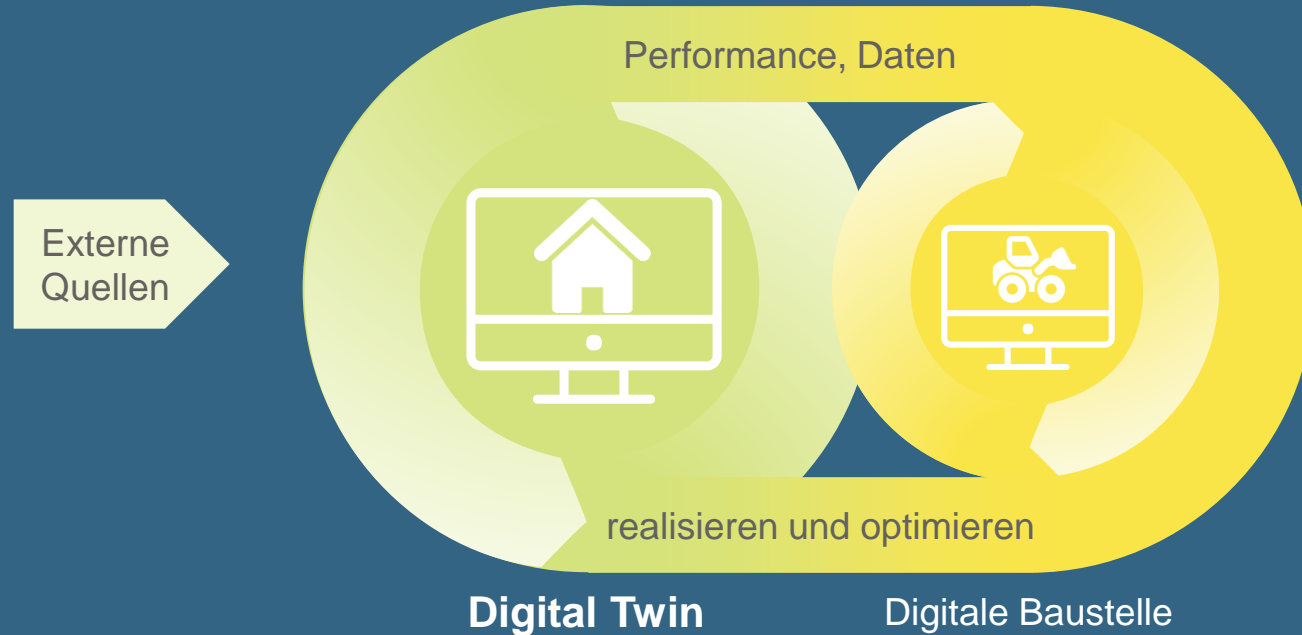 Performance, Daten
Externe
Quellen
realisieren und optimieren
Digital Twin
Digitale Baustelle